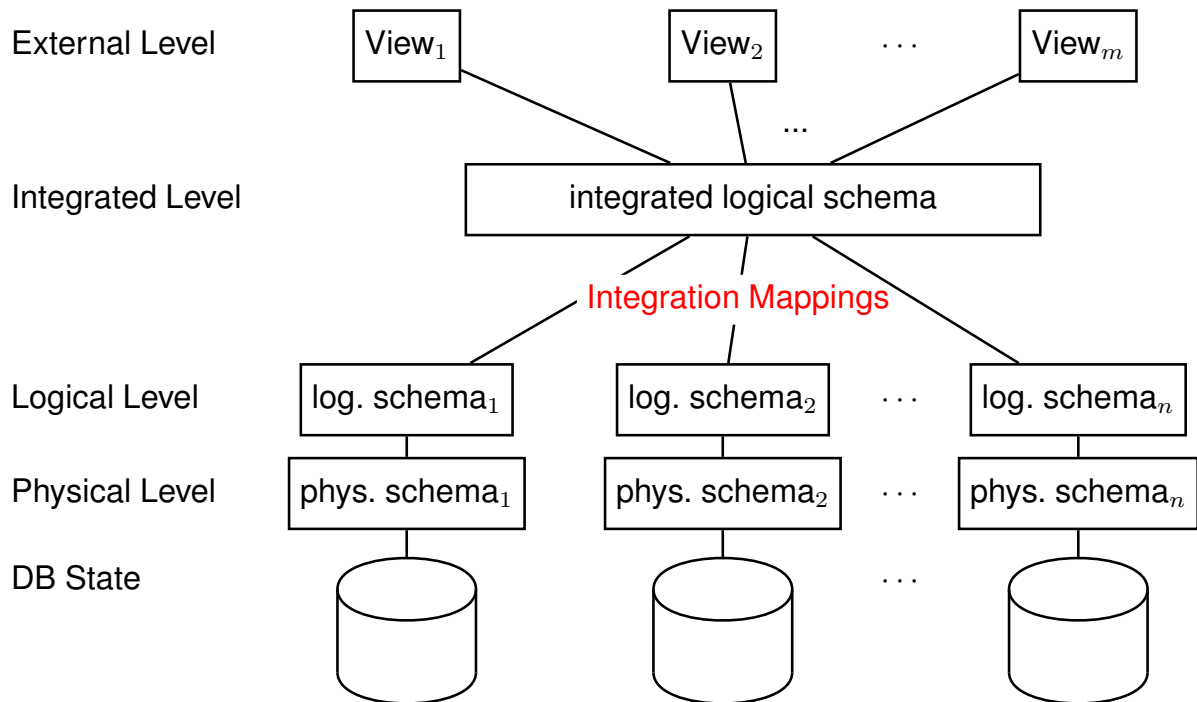 External Level View₁ View₂ ··· Viewₘ
...
Integrated Level integrated logical schema
Integration Mappings
Logical Level log. schema₁ log. schema₂ ··· log. schemaₙ
Physical Level phys. schema₁ phys. schema₂ ··· phys. schemaₙ
DB State ···